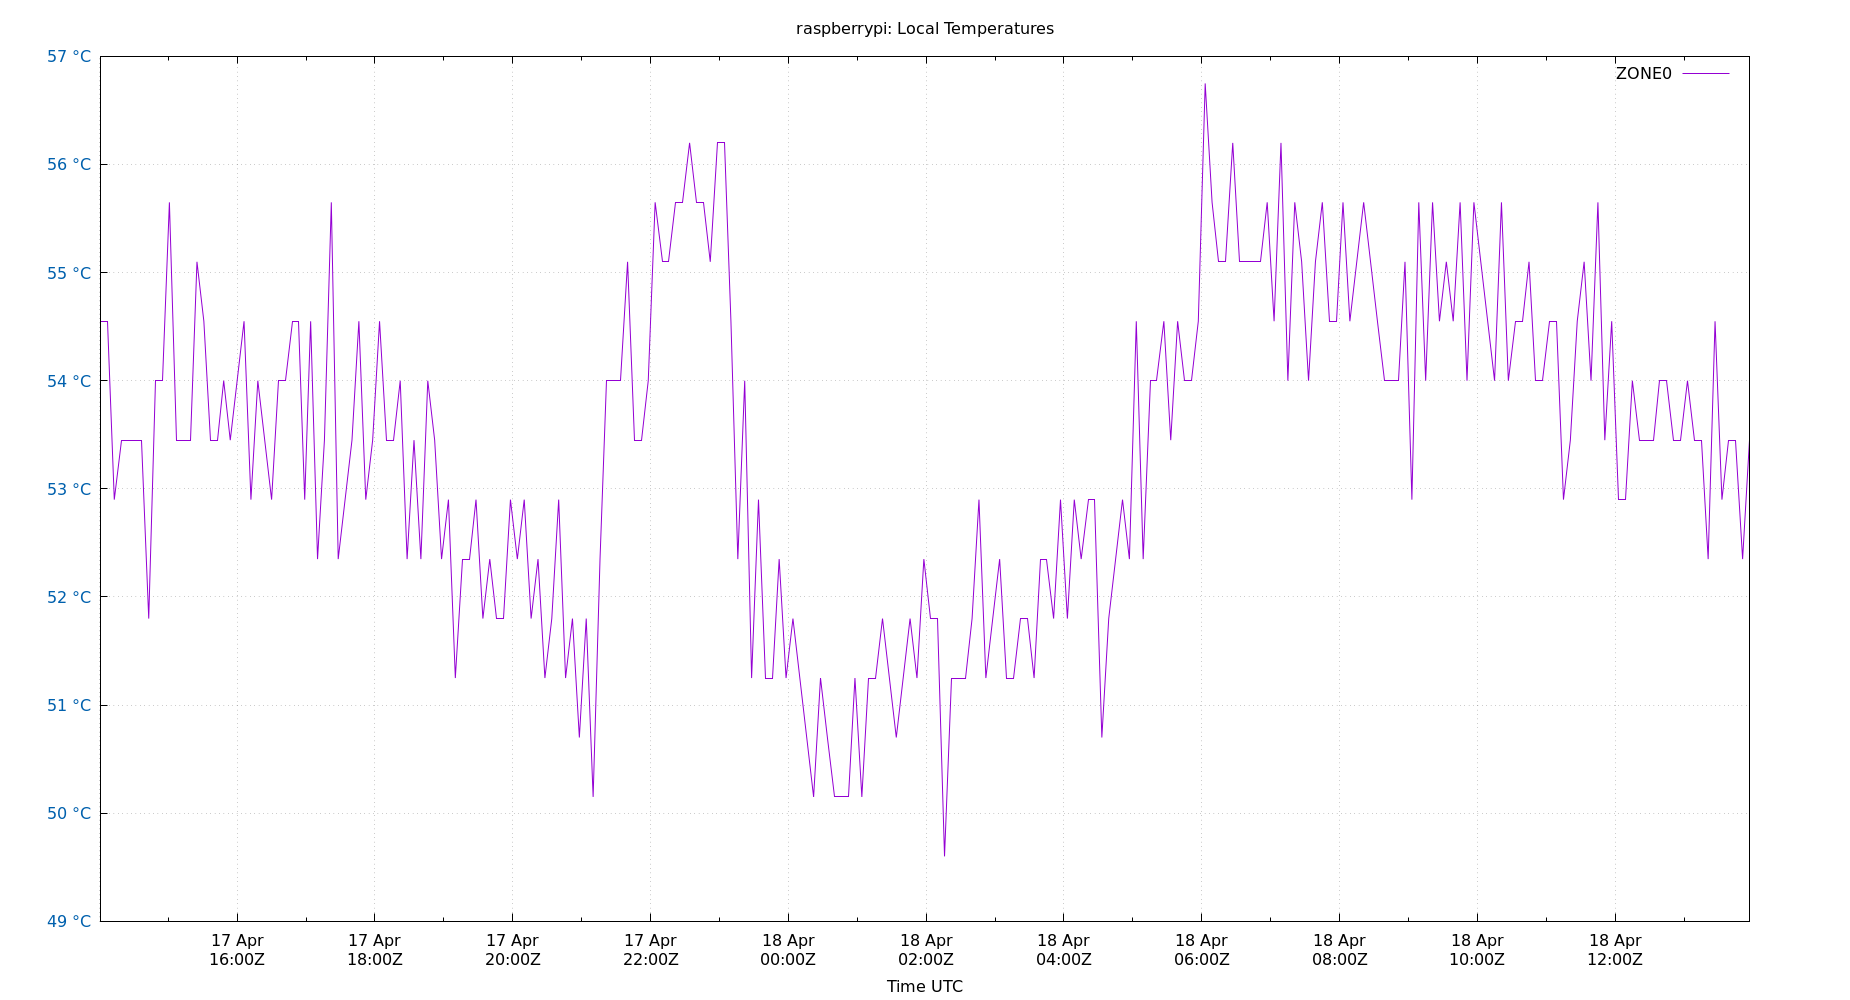 raspberrypi: Local Temperatures
57 °C
ZONE0
56 °C
55 °C
54 °C
53 °C
52 °C
51 °C
50 °C
49 °C
17 Apr 17 Apr 17 Apr 17 Apr 18 Apr 18 Apr 18 Apr 18 Apr 18 Apr 18 Apr 18 Apr
16:00Z 18:00Z 20:00Z 22:00Z 00:00Z 02:00Z 04:00Z 06:00Z 08:00Z 10:00Z 12:00Z
Time UTC